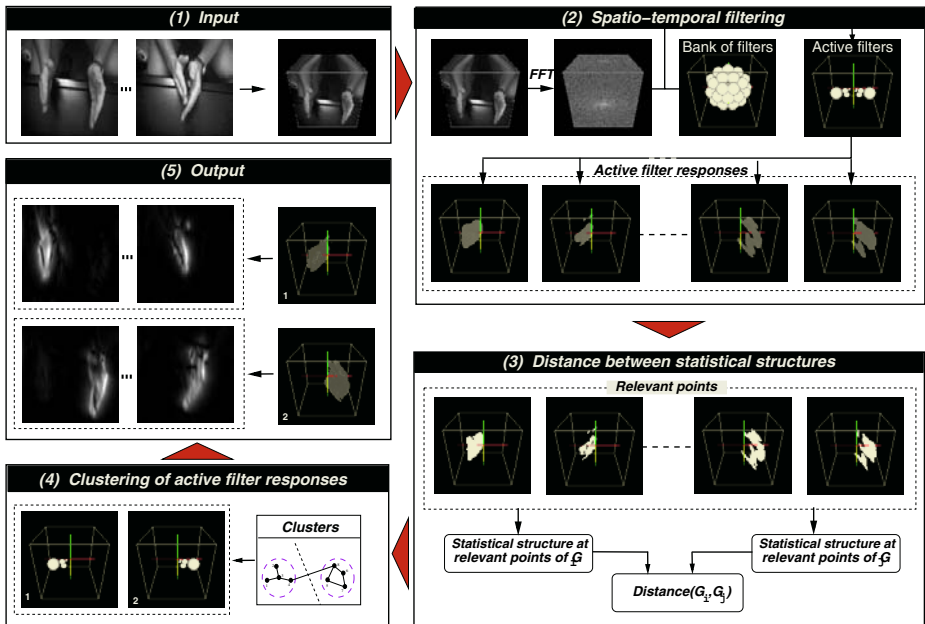 (1) Input
(2) Spatio-temporal filtering
Bank of filters
Active filters
FFT
Active filter responses
(5) Output
1
2
(3) Distance between statistical structures
Relevant points
Statistical structure at
relevant points of G
i
Statistical structure at
relevant points of G
j
Distance(G_i,G_j)
(4) Clustering of active filter responses
Clusters
1
2